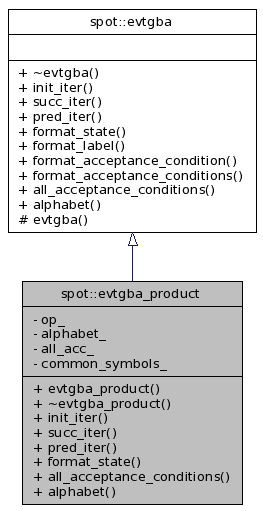 spot::evtgba
+ ~evtgba()
+ init_iter()
+ succ_iter()
+ pred_iter()
+ format_state()
+ format_label()
+ format_acceptance_condition()
+ format_acceptance_conditions()
+ all_acceptance_conditions()
+ alphabet()
# evtgba()
spot::evtgba_product
- op_
- alphabet_
- all_acc_
- common_symbols_
+ evtgba_product()
+ ~evtgba_product()
+ init_iter()
+ succ_iter()
+ pred_iter()
+ format_state()
+ all_acceptance_conditions()
+ alphabet()